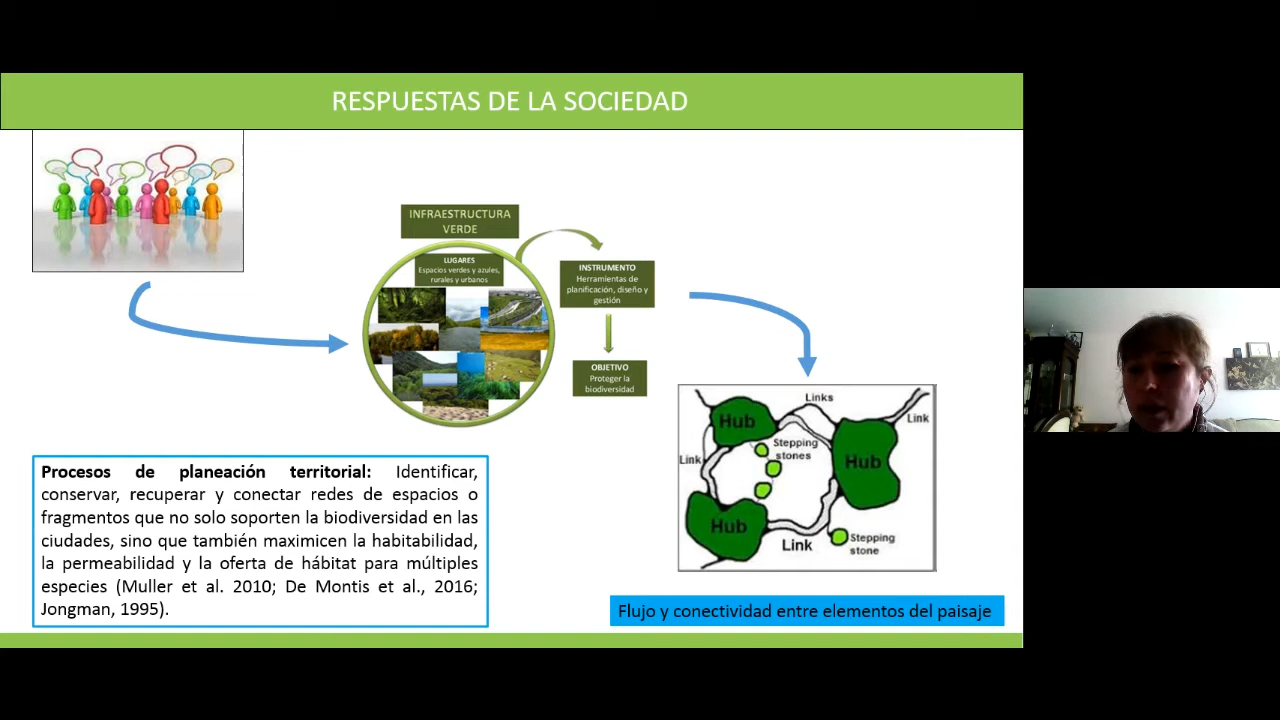 RESPUESTAS DE LA SOCIEDAD
INFRAESTRUCTURA
VERDE
LUGARES
Espacios verdes y azules,
rurales y urbanos
INSTRUMENTO
Herramientas de
planificación, diseño y
gestión
OBJETIVO
Proteger la
biodiversidad
Procesos de planeación territorial: Identificar,
conservar, recuperar y conectar redes de espacios o
fragmentos que no solo soporten la biodiversidad en las
ciudades, sino que también maximicen la habitabilidad,
la permeabilidad y la oferta de hábitat para múltiples
especies (Muller et al. 2010; De Montis et al., 2016;
Jongman, 1995).
Links
Link
Hub
Stepping
stones
Link
Hub
Hub
Link
Stepping
stone
Flujo y conectividad entre elementos del paisaje